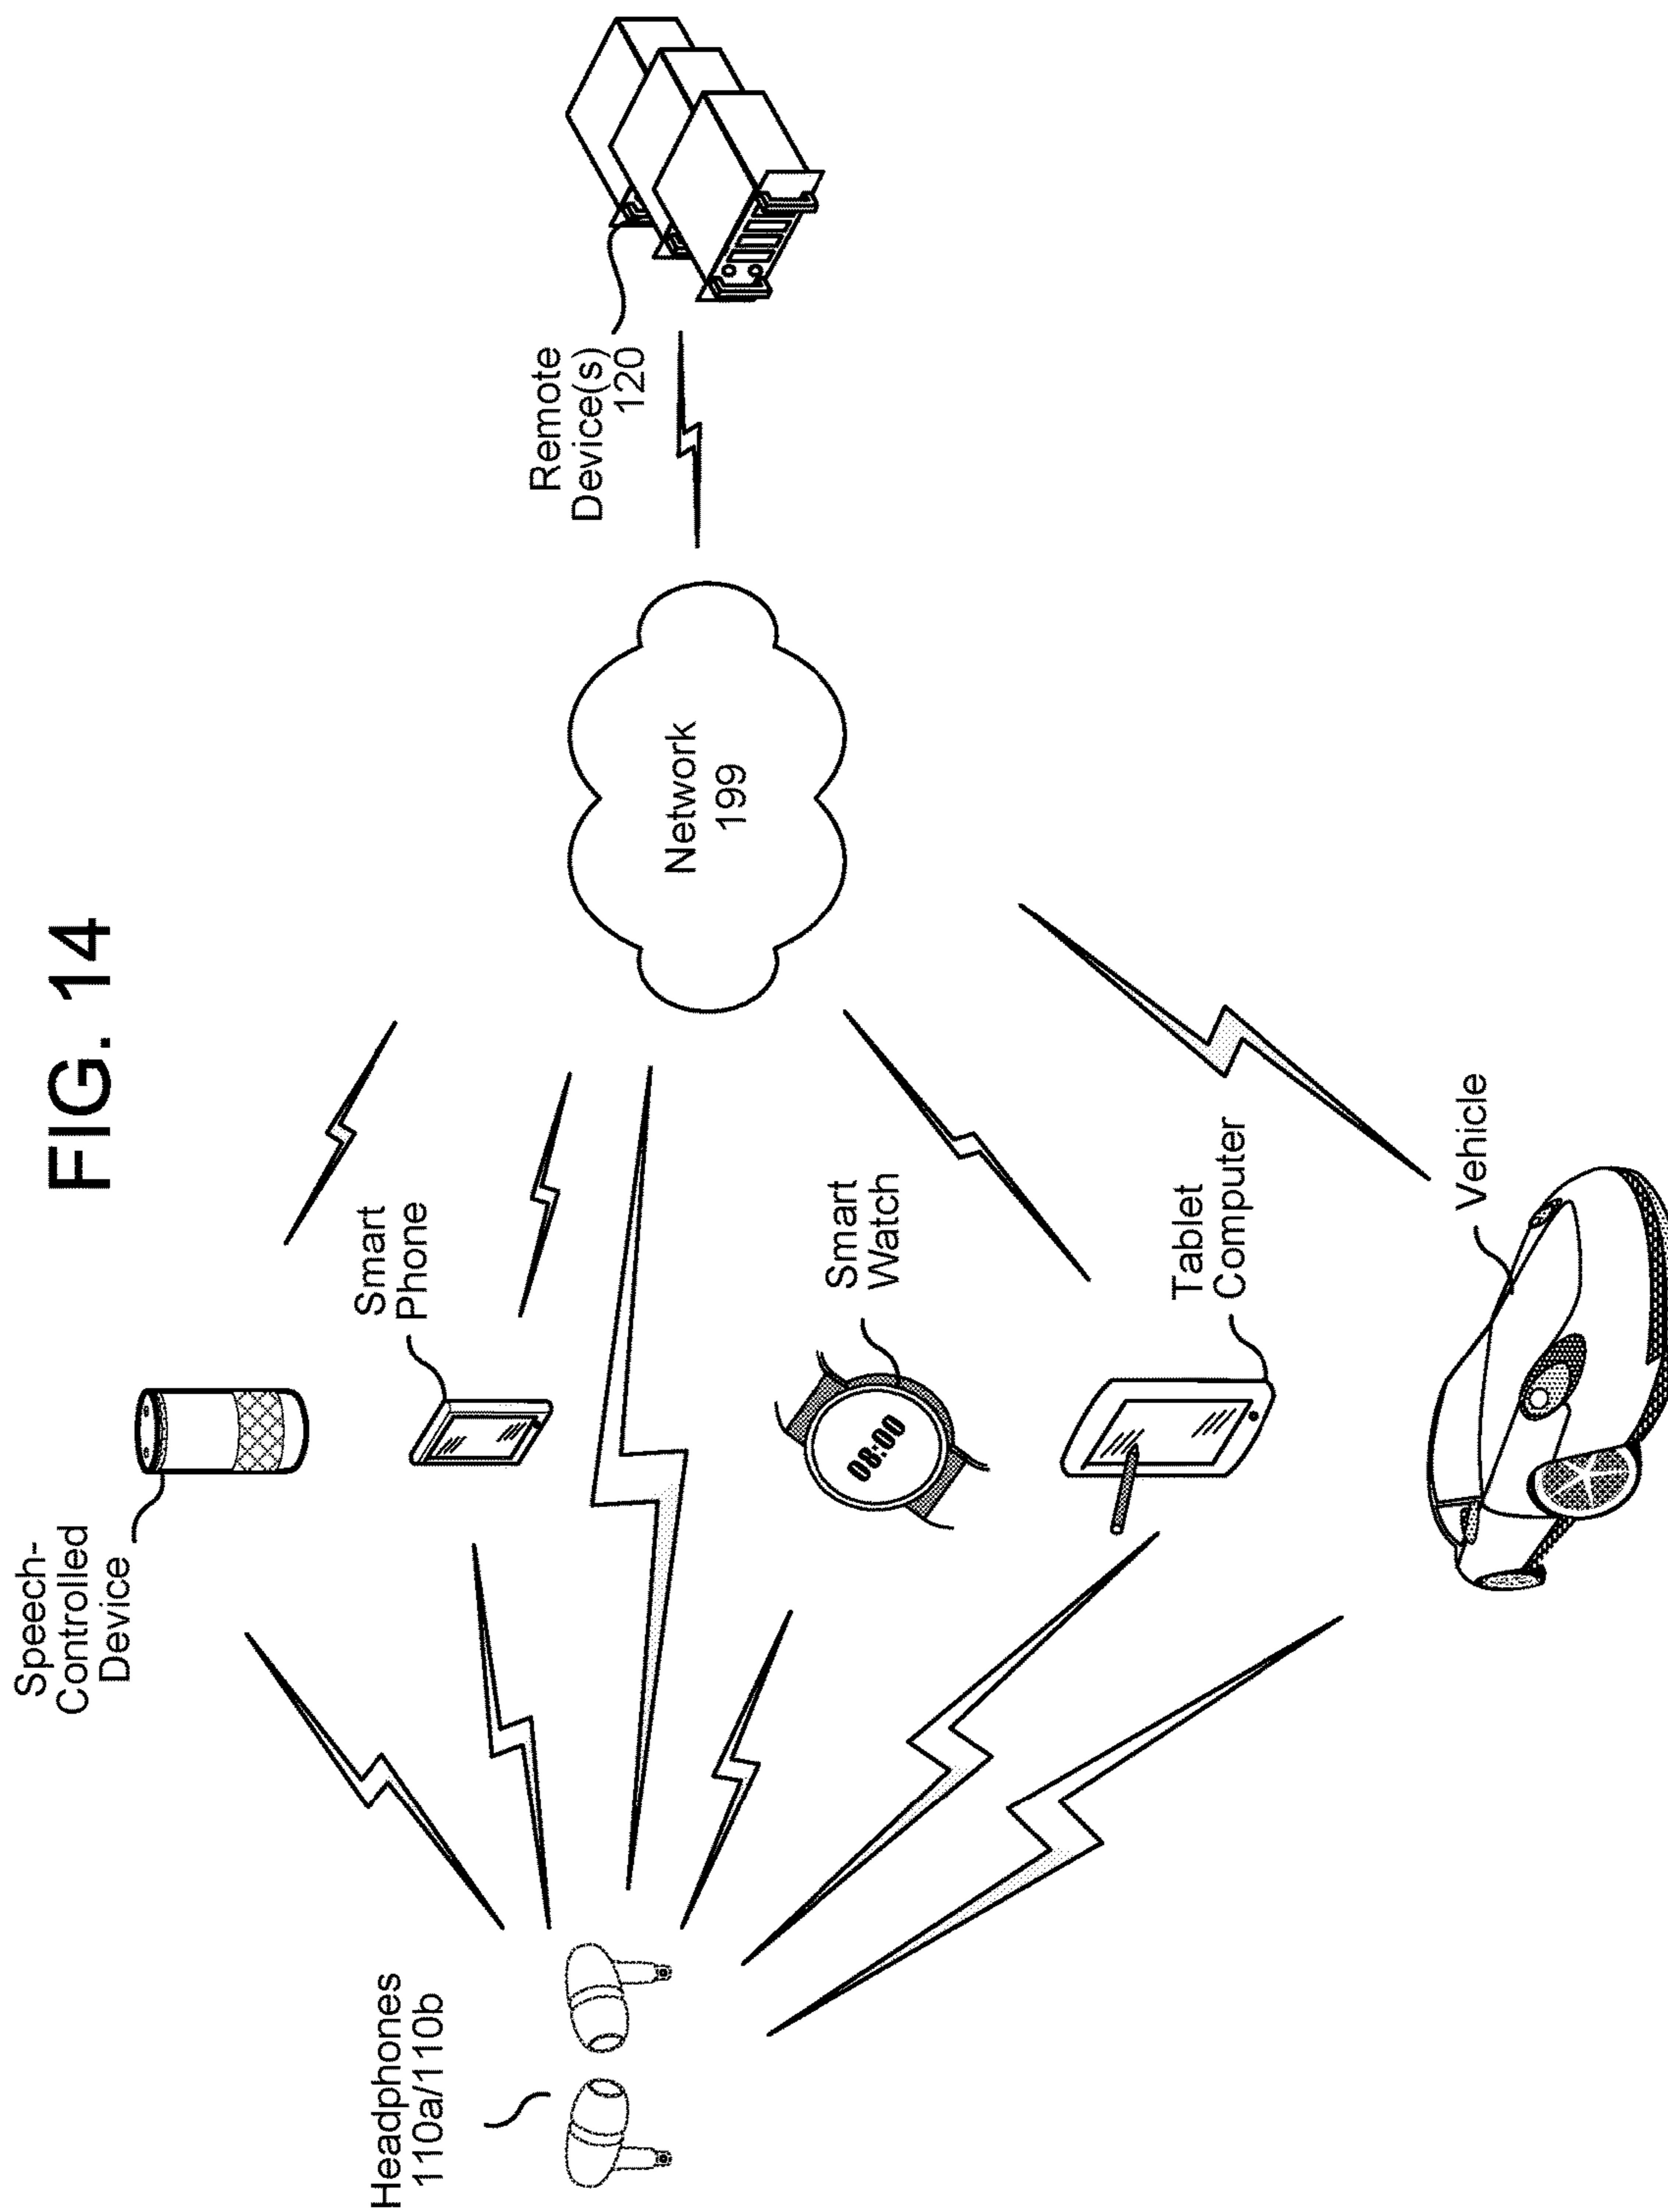 FIG. 14
Speech-
Controlled
Device
Smart
Phone
Headphones
110a/110b
Network
199
Remote
Device(s)
120
Smart
Watch
08:00
Tablet
Computer
Vehicle